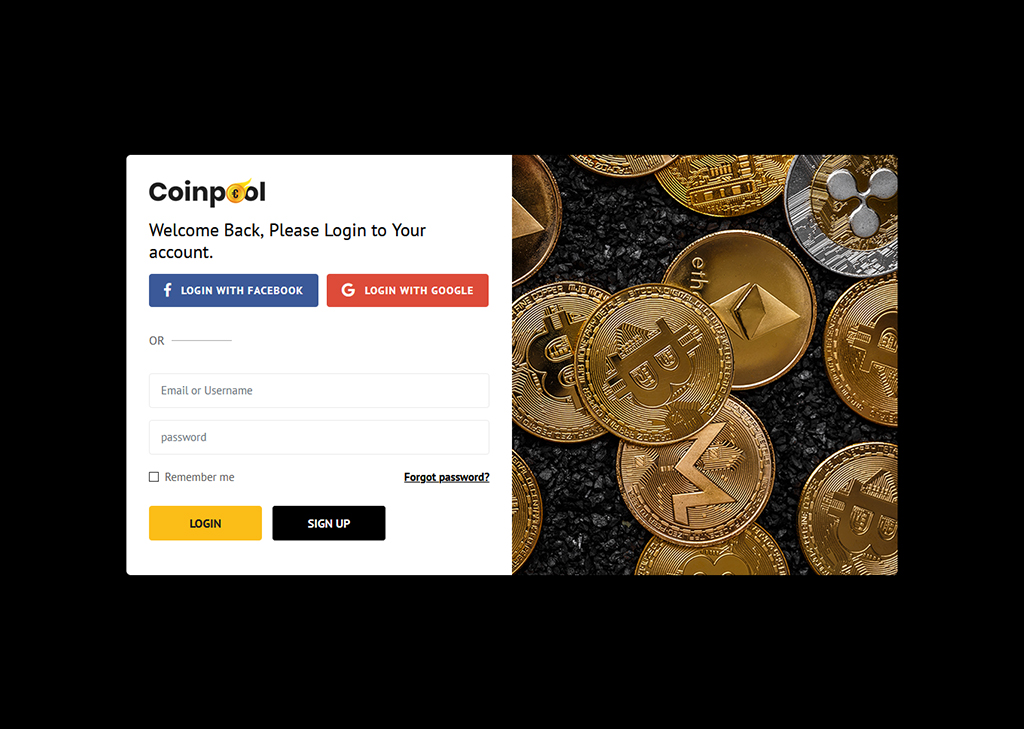 Coinpool
Welcome Back, Please Login to Your
account.
LOGIN WITH FACEBOOK
LOGIN WITH GOOGLE
OR
Email or Username
password
Remember me
Forgot password?
LOGIN
SIGN UP
eth